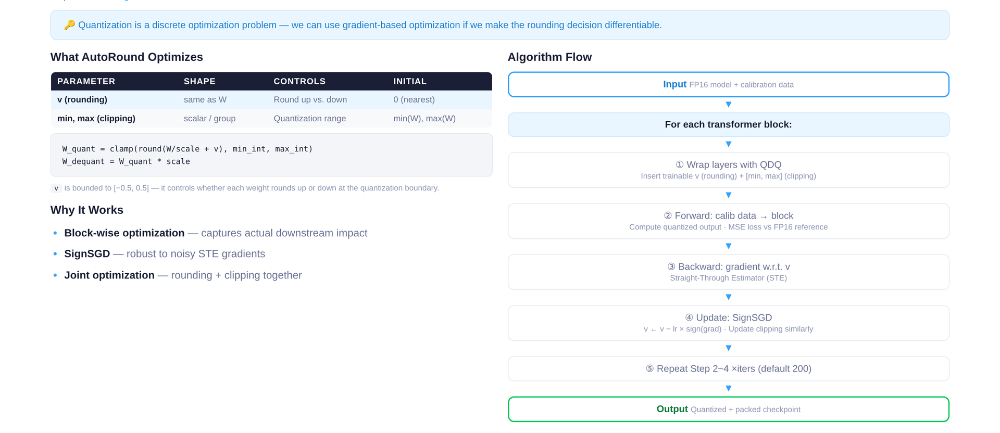 🔑 Quantization is a discrete optimization problem — we can use gradient-based optimization if we make the rounding decision differentiable.
What AutoRound Optimizes
PARAMETER SHAPE CONTROLS INITIAL
v (rounding) same as W Round up vs. down 0 (nearest)
min, max (clipping) scalar / group Quantization range min(W), max(W)
W_quant = clamp(round(W/scale + v), min_int, max_int)
W_dequant = W_quant * scale
v is bounded to [−0.5, 0.5] — it controls whether each weight rounds up or down at the quantization boundary.
Why It Works
• Block-wise optimization — captures actual downstream impact
• SignSGD — robust to noisy STE gradients
• Joint optimization — rounding + clipping together
Algorithm Flow
Input FP16 model + calibration data
▼
For each transformer block:
▼
① Wrap layers with QDQ
Insert trainable v (rounding) + [min, max] (clipping)
▼
② Forward: calib data → block
Compute quantized output · MSE loss vs FP16 reference
▼
③ Backward: gradient w.r.t. v
Straight-Through Estimator (STE)
▼
④ Update: SignSGD
v ← v − lr × sign(grad) · Update clipping similarly
▼
⑤ Repeat Step 2~4 ×iters (default 200)
▼
Output Quantized + packed checkpoint